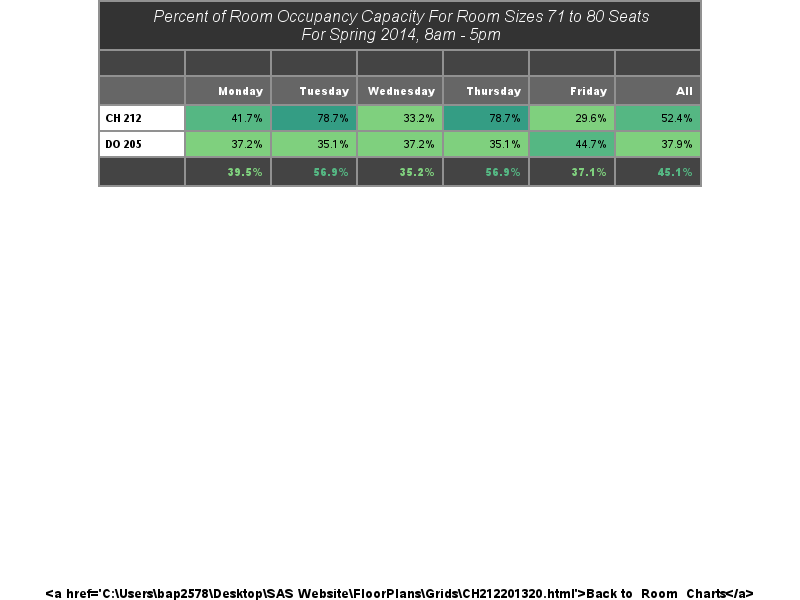 Percent of Room Occupancy Capacity For Room Sizes 71 to 80 Seats
For Spring 2014, 8am - 5pm
Monday Tuesday Wednesday Thursday Friday All
CH 212 41.7% 78.7% 33.2% 78.7% 29.6% 52.4%
DO 205 37.2% 35.1% 37.2% 35.1% 44.7% 37.9%
39.5% 56.9% 35.2% 56.9% 37.1% 45.1%
<a href='C:\Users\bap2578\Desktop\SAS Website\FloorPlans\Grids\CH212201320.html'>Back to Room Charts</a>